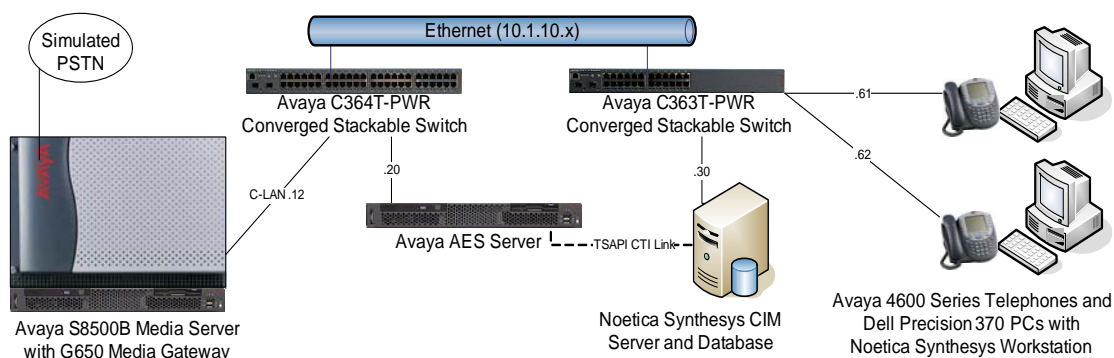 Simulated
PSTN
Ethernet (10.1.10.x)
Avaya C364T-PWR
Converged Stackable Switch
Avaya C363T-PWR
Converged Stackable Switch
.61
.62
AVAYA
C-LAN .12
.20
.30
Avaya AES Server
TSAPI CTI Link
Avaya S8500B Media Server
with G650 Media Gateway
Noetica Synthesys CIM
Server and Database
Avaya 4600 Series Telephones and
Dell Precision 370 PCs with
Noetica Synthesys Workstation